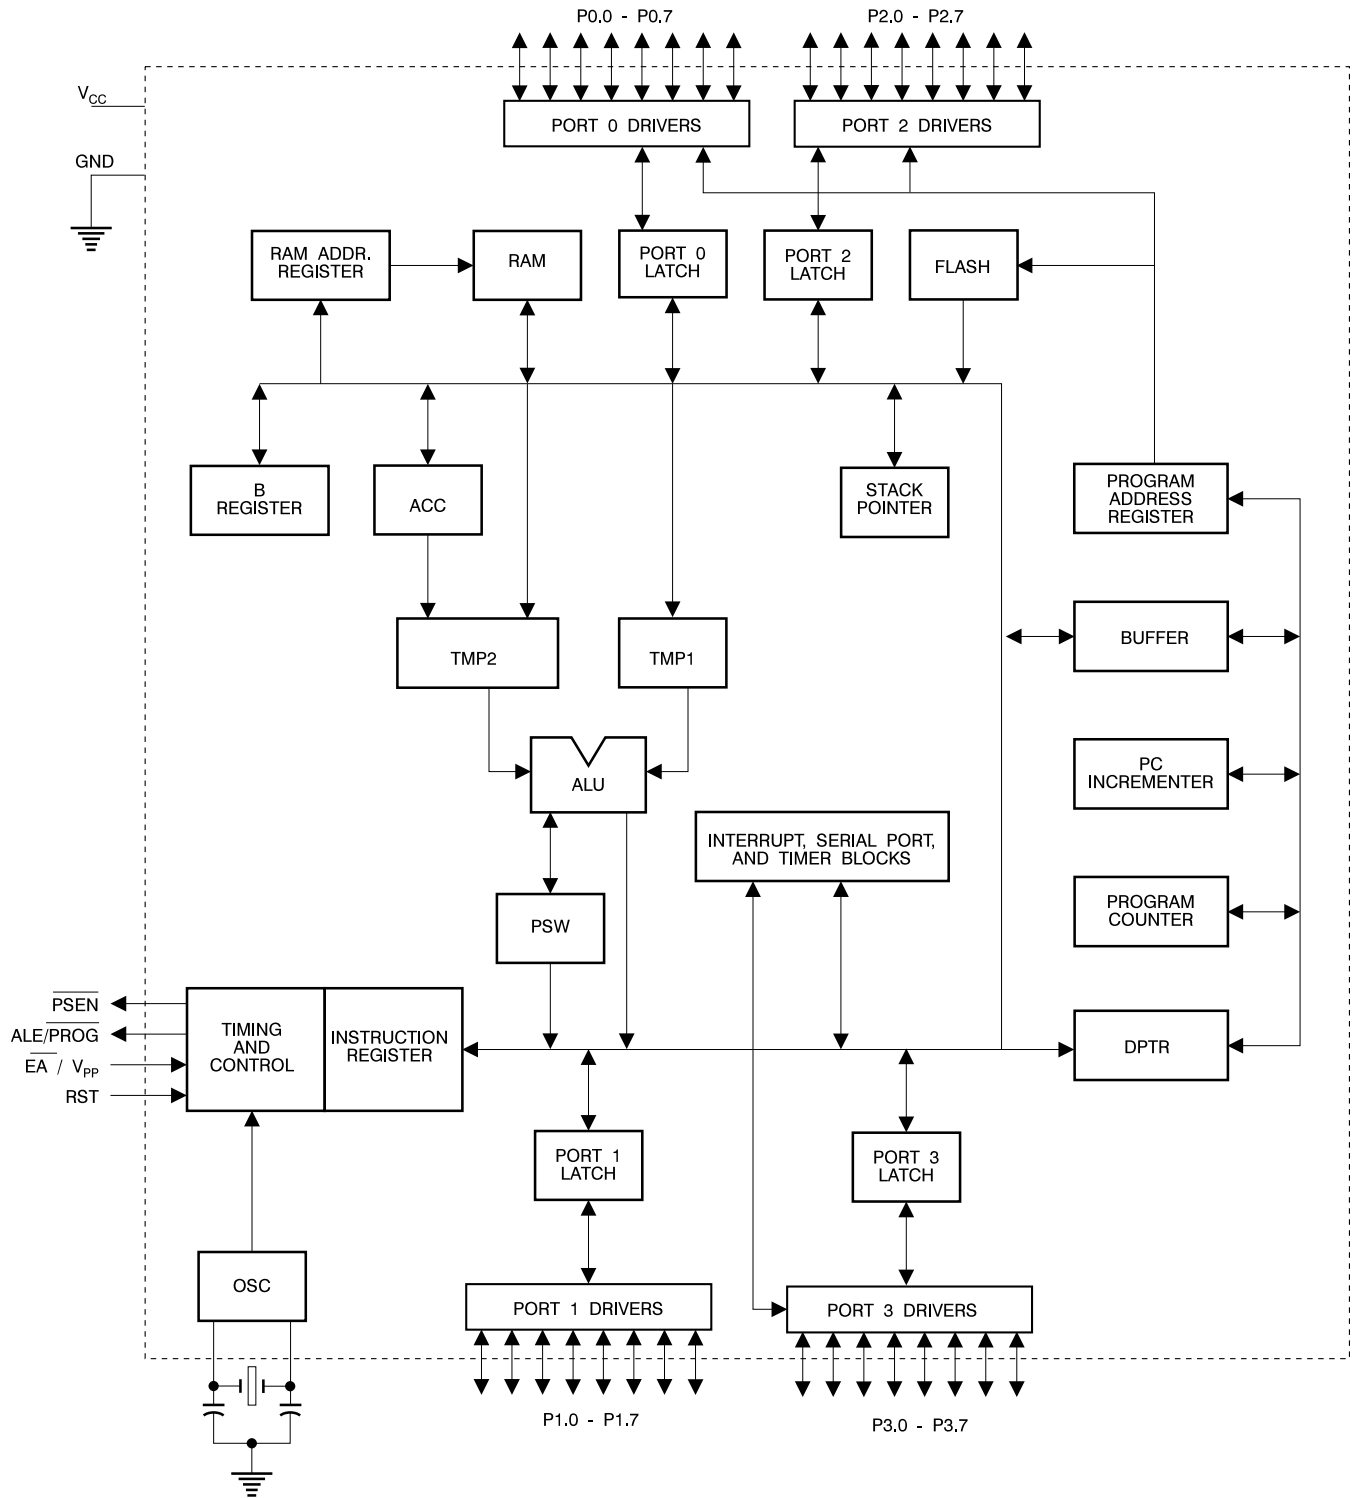 P0.0 - P0.7
P2.0 - P2.7
VCC
PORT 0 DRIVERS
PORT 2 DRIVERS
GND
RAM ADDR.
REGISTER
RAM
PORT 0
LATCH
PORT 2
LATCH
FLASH
B
REGISTER
ACC
STACK
POINTER
PROGRAM
ADDRESS
REGISTER
BUFFER
TMP2
TMP1
PC
INCREMENTER
ALU
INTERRUPT, SERIAL PORT,
AND TIMER BLOCKS
PROGRAM
COUNTER
PSW
PSEN
ALE/PROG
EA / VPP
RST
TIMING
AND
CONTROL
INSTRUCTION
REGISTER
DPTR
PORT 1
LATCH
PORT 3
LATCH
OSC
PORT 1 DRIVERS
PORT 3 DRIVERS
P1.0 - P1.7
P3.0 - P3.7